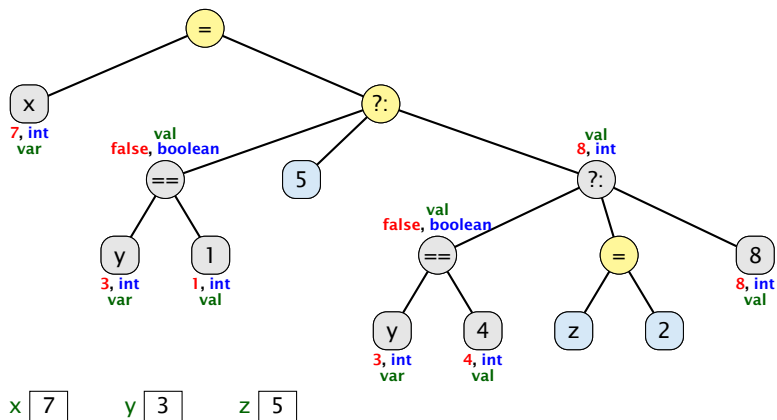 =
x
?:
7, int
var
val
false, boolean
val
8, int
==
5
?:
val
false, boolean
y
1
==
=
8
3, int
var
1, int
val
8, int
val
y
4
z
2
3, int
var
4, int
val
x 7 y 3 z 5